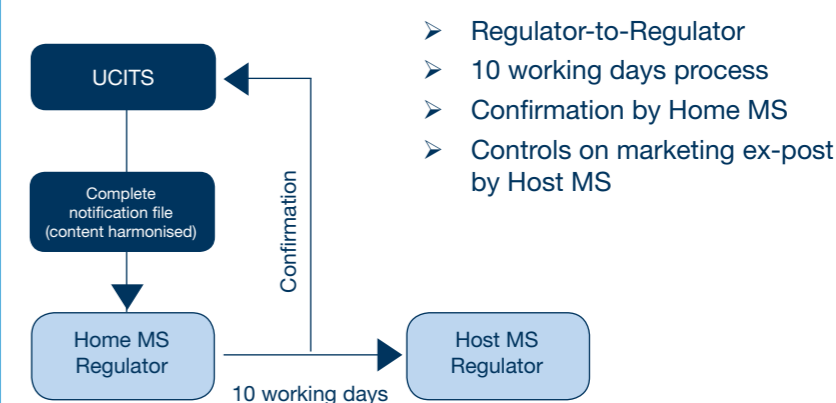 ➢ Regulator-to-Regulator
➢ 10 working days process
➢ Confirmation by Home MS
➢ Controls on marketing ex-post
by Host MS
UCITS
Complete
notification file
(content harmonised)
Confirmation
Home MS
Regulator
10 working days
Host MS
Regulator